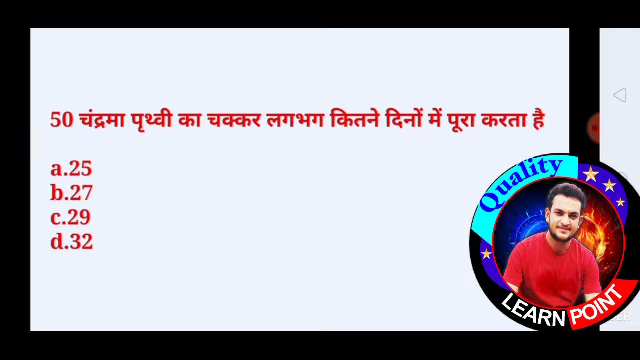 50 चंद्रमा पृथ्वी का चक्कर लगभग कितने दिनों में पूरा करता है
a.25
b.27
c.29
d.32
Quality
LEARN POINT